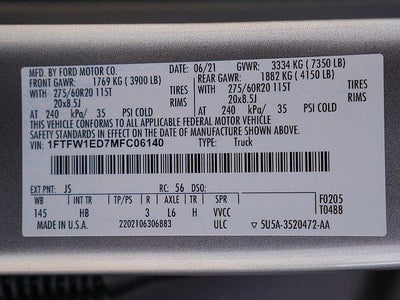 MFD. BY FORD MOTOR CO. DATE: 06/21 GVWR: 3334 KG (7350 LB)
FRONT GAWR: 1769 KG (3900 LB) REAR GAWR: 1882 KG (4150 LB)
WITH 275/60R20 115T TIRES WITH 275/60R20 115T TIRES
20x8.5J RIMS 20x8.5J RIMS
AT 240 kPa/ 35 PSI COLD AT 240 kPa/ 35 PSI COLD
THIS VEHICLE CONFORMS TO ALL APPLICABLE FEDERAL MOTOR VEHICLE
SAFETY STANDARDS IN EFFECT ON THE DATE OF MANUFACTURE SHOWN ABOVE.
VIN: 1FTFW1ED7MFC06140 TYPE: Truck
EXT PNT: JS RC: 56 DSO: F0205
WB INT TR TP/PS R AXLE TR SPR T0488
145 HB 3 L6 H VVCC
MADE IN U.S.A. 2202106306883 ULC 5U5A-3520472-AA